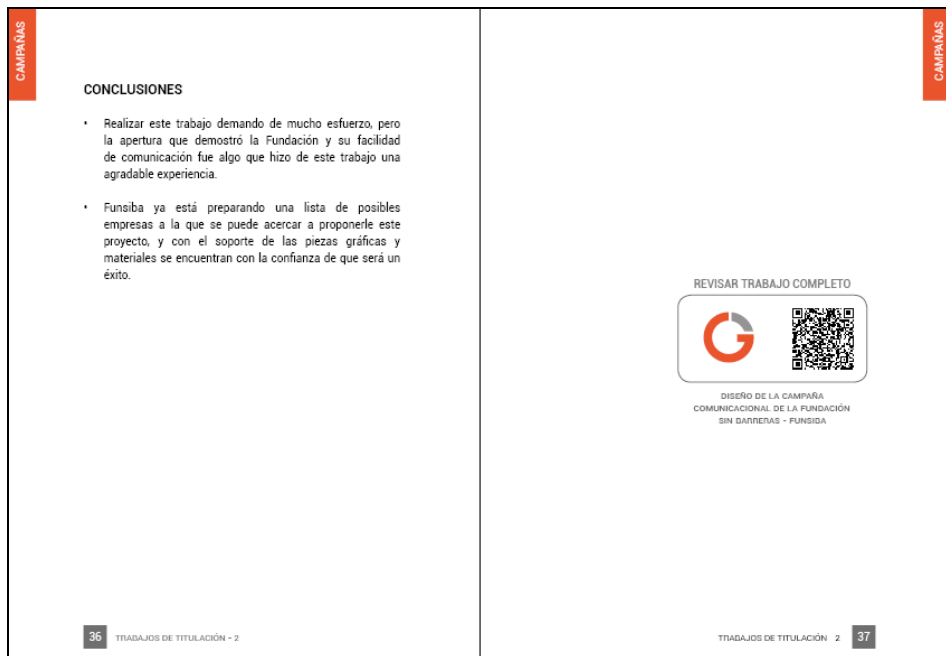 CAMPAÑAS
CONCLUSIONES
• Realizar este trabajo demando de mucho esfuerzo, pero
la apertura que demostró la Fundación y su facilidad
de comunicación fue algo que hizo de este trabajo una
agradable experiencia.
• Funsiba ya está preparando una lista de posibles
empresas a la que se puede acercar a proponerle este
proyecto, y con el soporte de las piezas gráficas y
materiales se encuentran con la confianza de que será un
éxito.
36 TRABAJOS DE TITULACIÓN - 2
CAMPAÑAS
REVISAR TRABAJO COMPLETO
DISEÑO DE LA CAMPAÑA
COMUNICACIONAL DE LA FUNDACIÓN
SIN BARRERAS - FUNSIBA
TRABAJOS DE TITULACIÓN 2 37